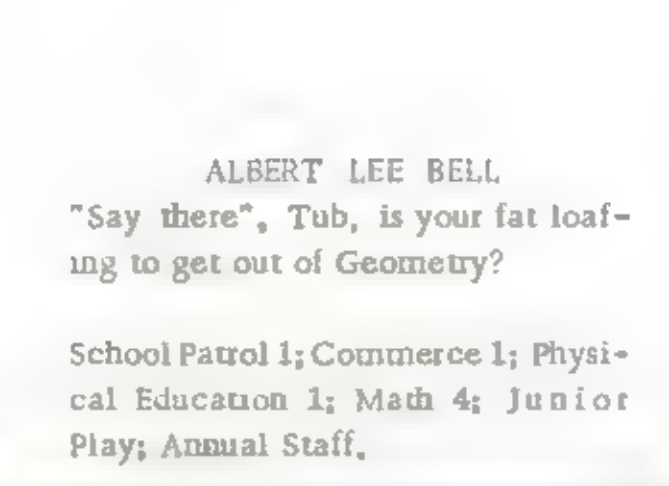 ALBERT LEE BELL
"Say there", Tub, is your fat loaf-
ing to get out of Geometry?
School Patrol 1; Commerce 1; Physi-
cal Education 1; Math 4; Junior
Play; Annual Staff.